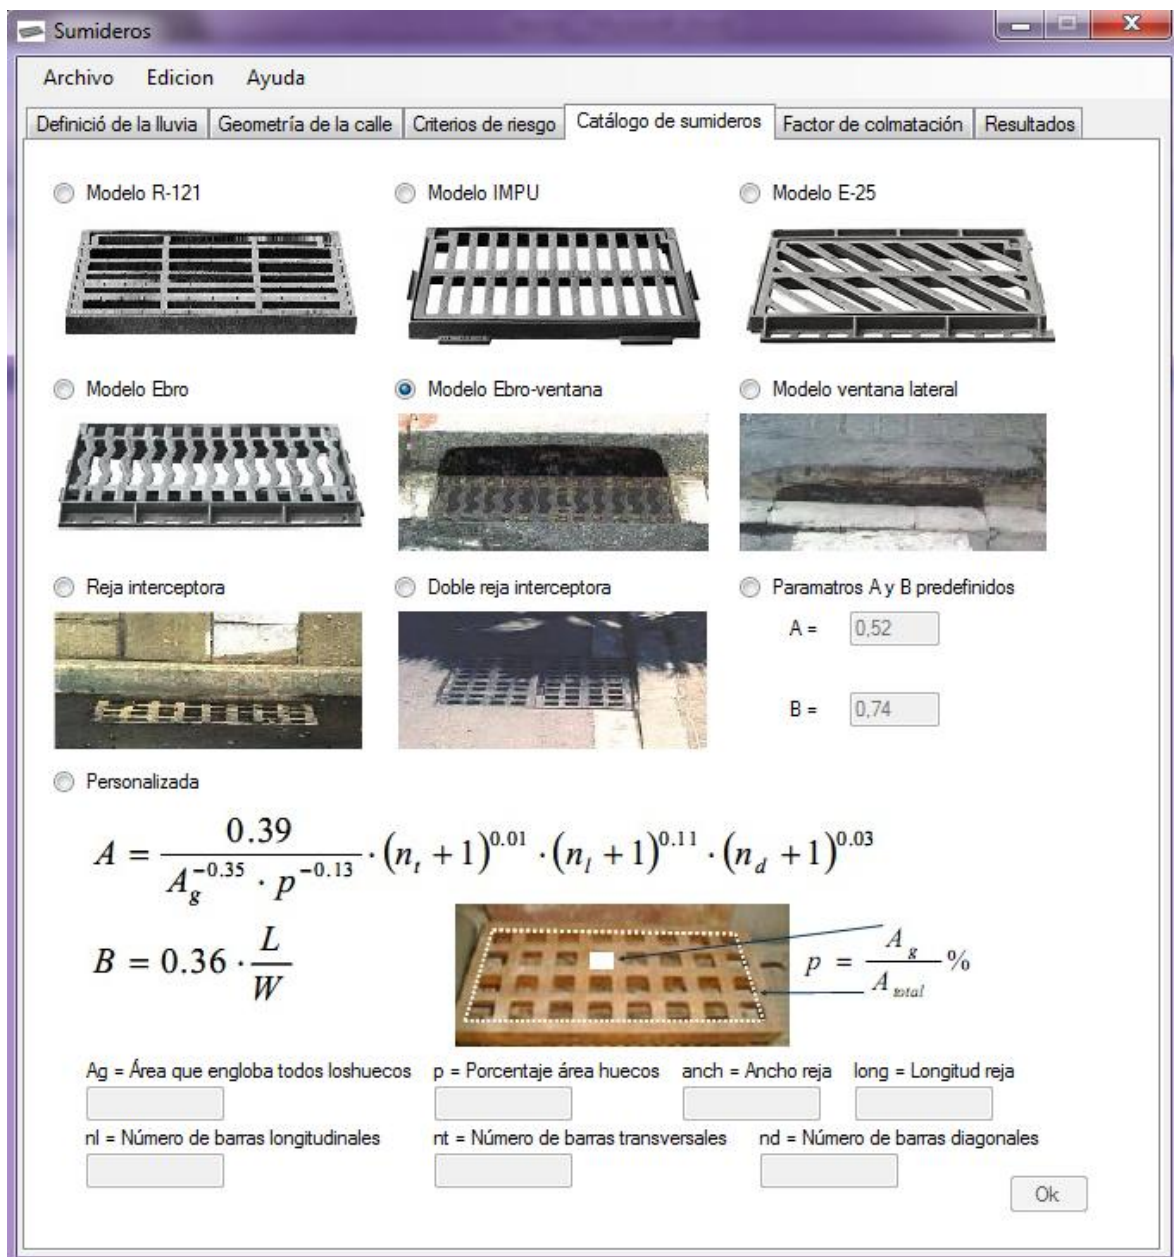 Sumideros
Archivo Edicion Ayuda
Definició de la lluvia Geometría de la calle Criterios de riesgo Catálogo de sumideros Factor de colmatación Resultados
Modelo R-121 Modelo IMPU Modelo E-25
Modelo Ebro Modelo Ebro-ventana Modelo ventana lateral
Reja interceptora Doble reja interceptora Paramatros A y B predefinidos
A = 0,52
B = 0,74
Personalizada
A = 0.39 / (A_g^-0.35 · p^-0.13) · (n_t + 1)^0.01 · (n_l + 1)^0.11 · (n_d + 1)^0.03
B = 0.36 · L / W
p = A_g / A_total %
Ag = Área que engloba todos loshuecos p = Porcentaje área huecos anch = Ancho reja long = Longitud reja
nl = Número de barras longitudinales nt = Número de barras transversales nd = Número de barras diagonales
Ok